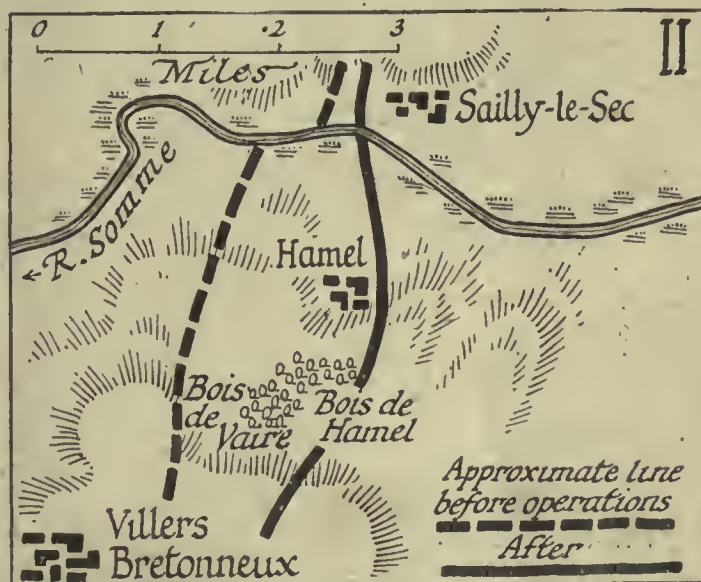 0 1 2 3
Miles
II
Sailly-le-Sec
←R. Somme
Hamel
Bois
de
Vaire
Bois de
Hamel
Villers
Bretonneux
Approximate line
before operations
After